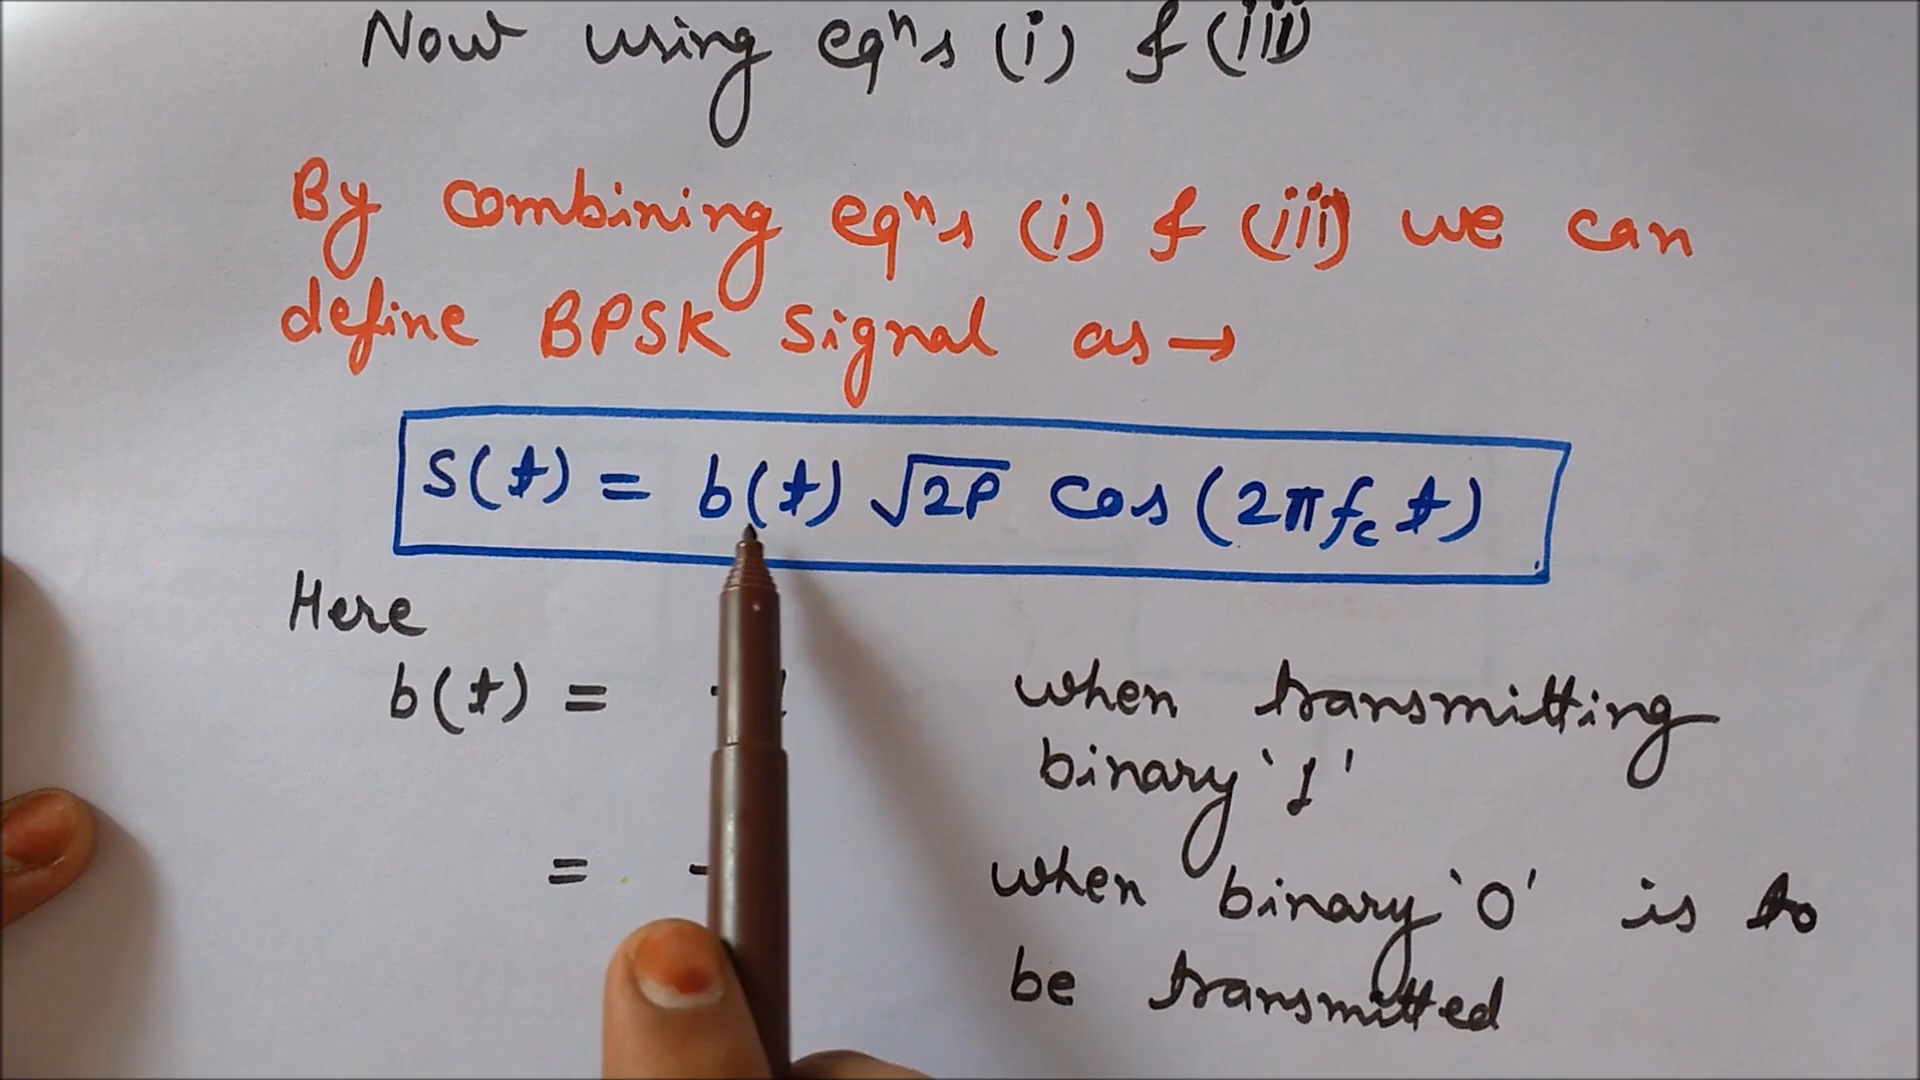 Now using eqⁿs (i) & (iii)
By combining eqⁿs (i) & (iii) we can
define BPSK signal as →
S(t) = b(t) √2P cos (2πf_c t)
Here
b(t) = when transmitting
binary '1'
= - when binary '0' is to
be transmitted